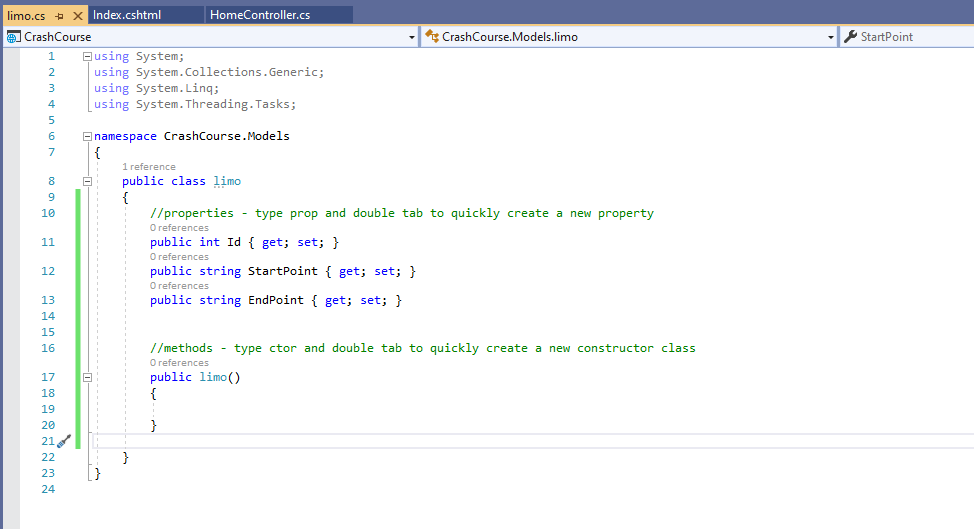 limo.cs Index.cshtml HomeController.cs
CrashCourse CrashCourse.Models.limo StartPoint
1 using System;
2 using System.Collections.Generic;
3 using System.Linq;
4 using System.Threading.Tasks;
5
6 namespace CrashCourse.Models
7 {
1 reference
8 public class limo
9 {
10 //properties - type prop and double tab to quickly create a new property
0 references
11 public int Id { get; set; }
0 references
12 public string StartPoint { get; set; }
0 references
13 public string EndPoint { get; set; }
14
15
16 //methods - type ctor and double tab to quickly create a new constructor class
0 references
17 public limo()
18 {
19
20 }
21
22 }
23 }
24